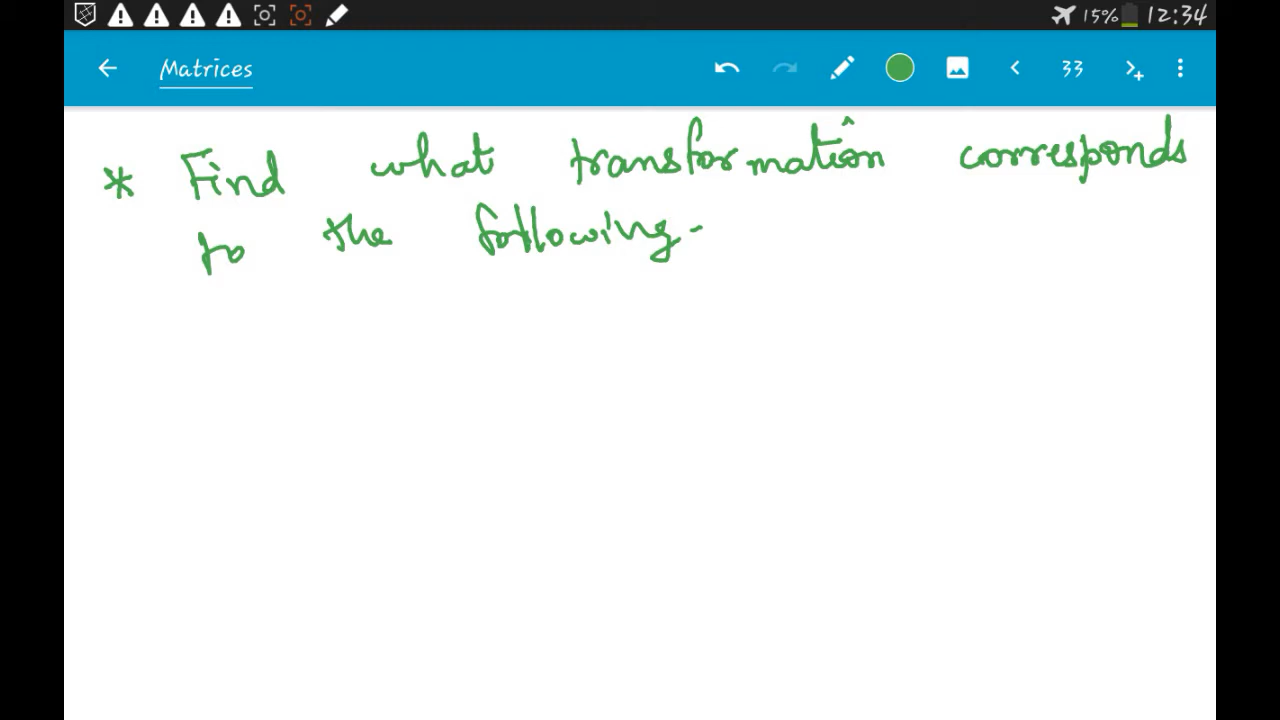 15% 12:34
Matrices 33
* Find what transformation corresponds
to the following-